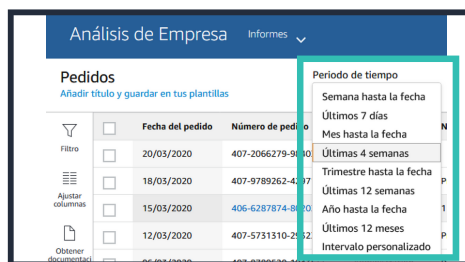 Análisis de Empresa Informes
Pedidos
Añadir título y guardar en tus plantillas
Periodo de tiempo
Semana hasta la fecha
Últimos 7 días
Mes hasta la fecha
Últimas 4 semanas
Trimestre hasta la fecha
Últimas 12 semanas
Año hasta la fecha
Últimos 12 meses
Intervalo personalizado
Filtro
Ajustar
columnas
Obtener
Fecha del pedido Número de pedido
20/03/2020
18/03/2020
15/03/2020
12/03/2020